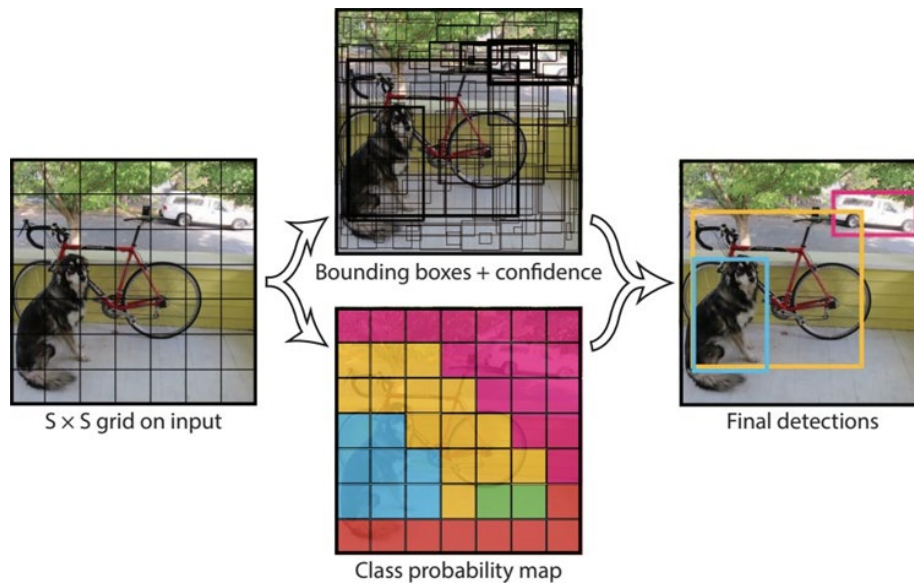 Bounding boxes + confidence
S × S grid on input
Final detections
Class probability map